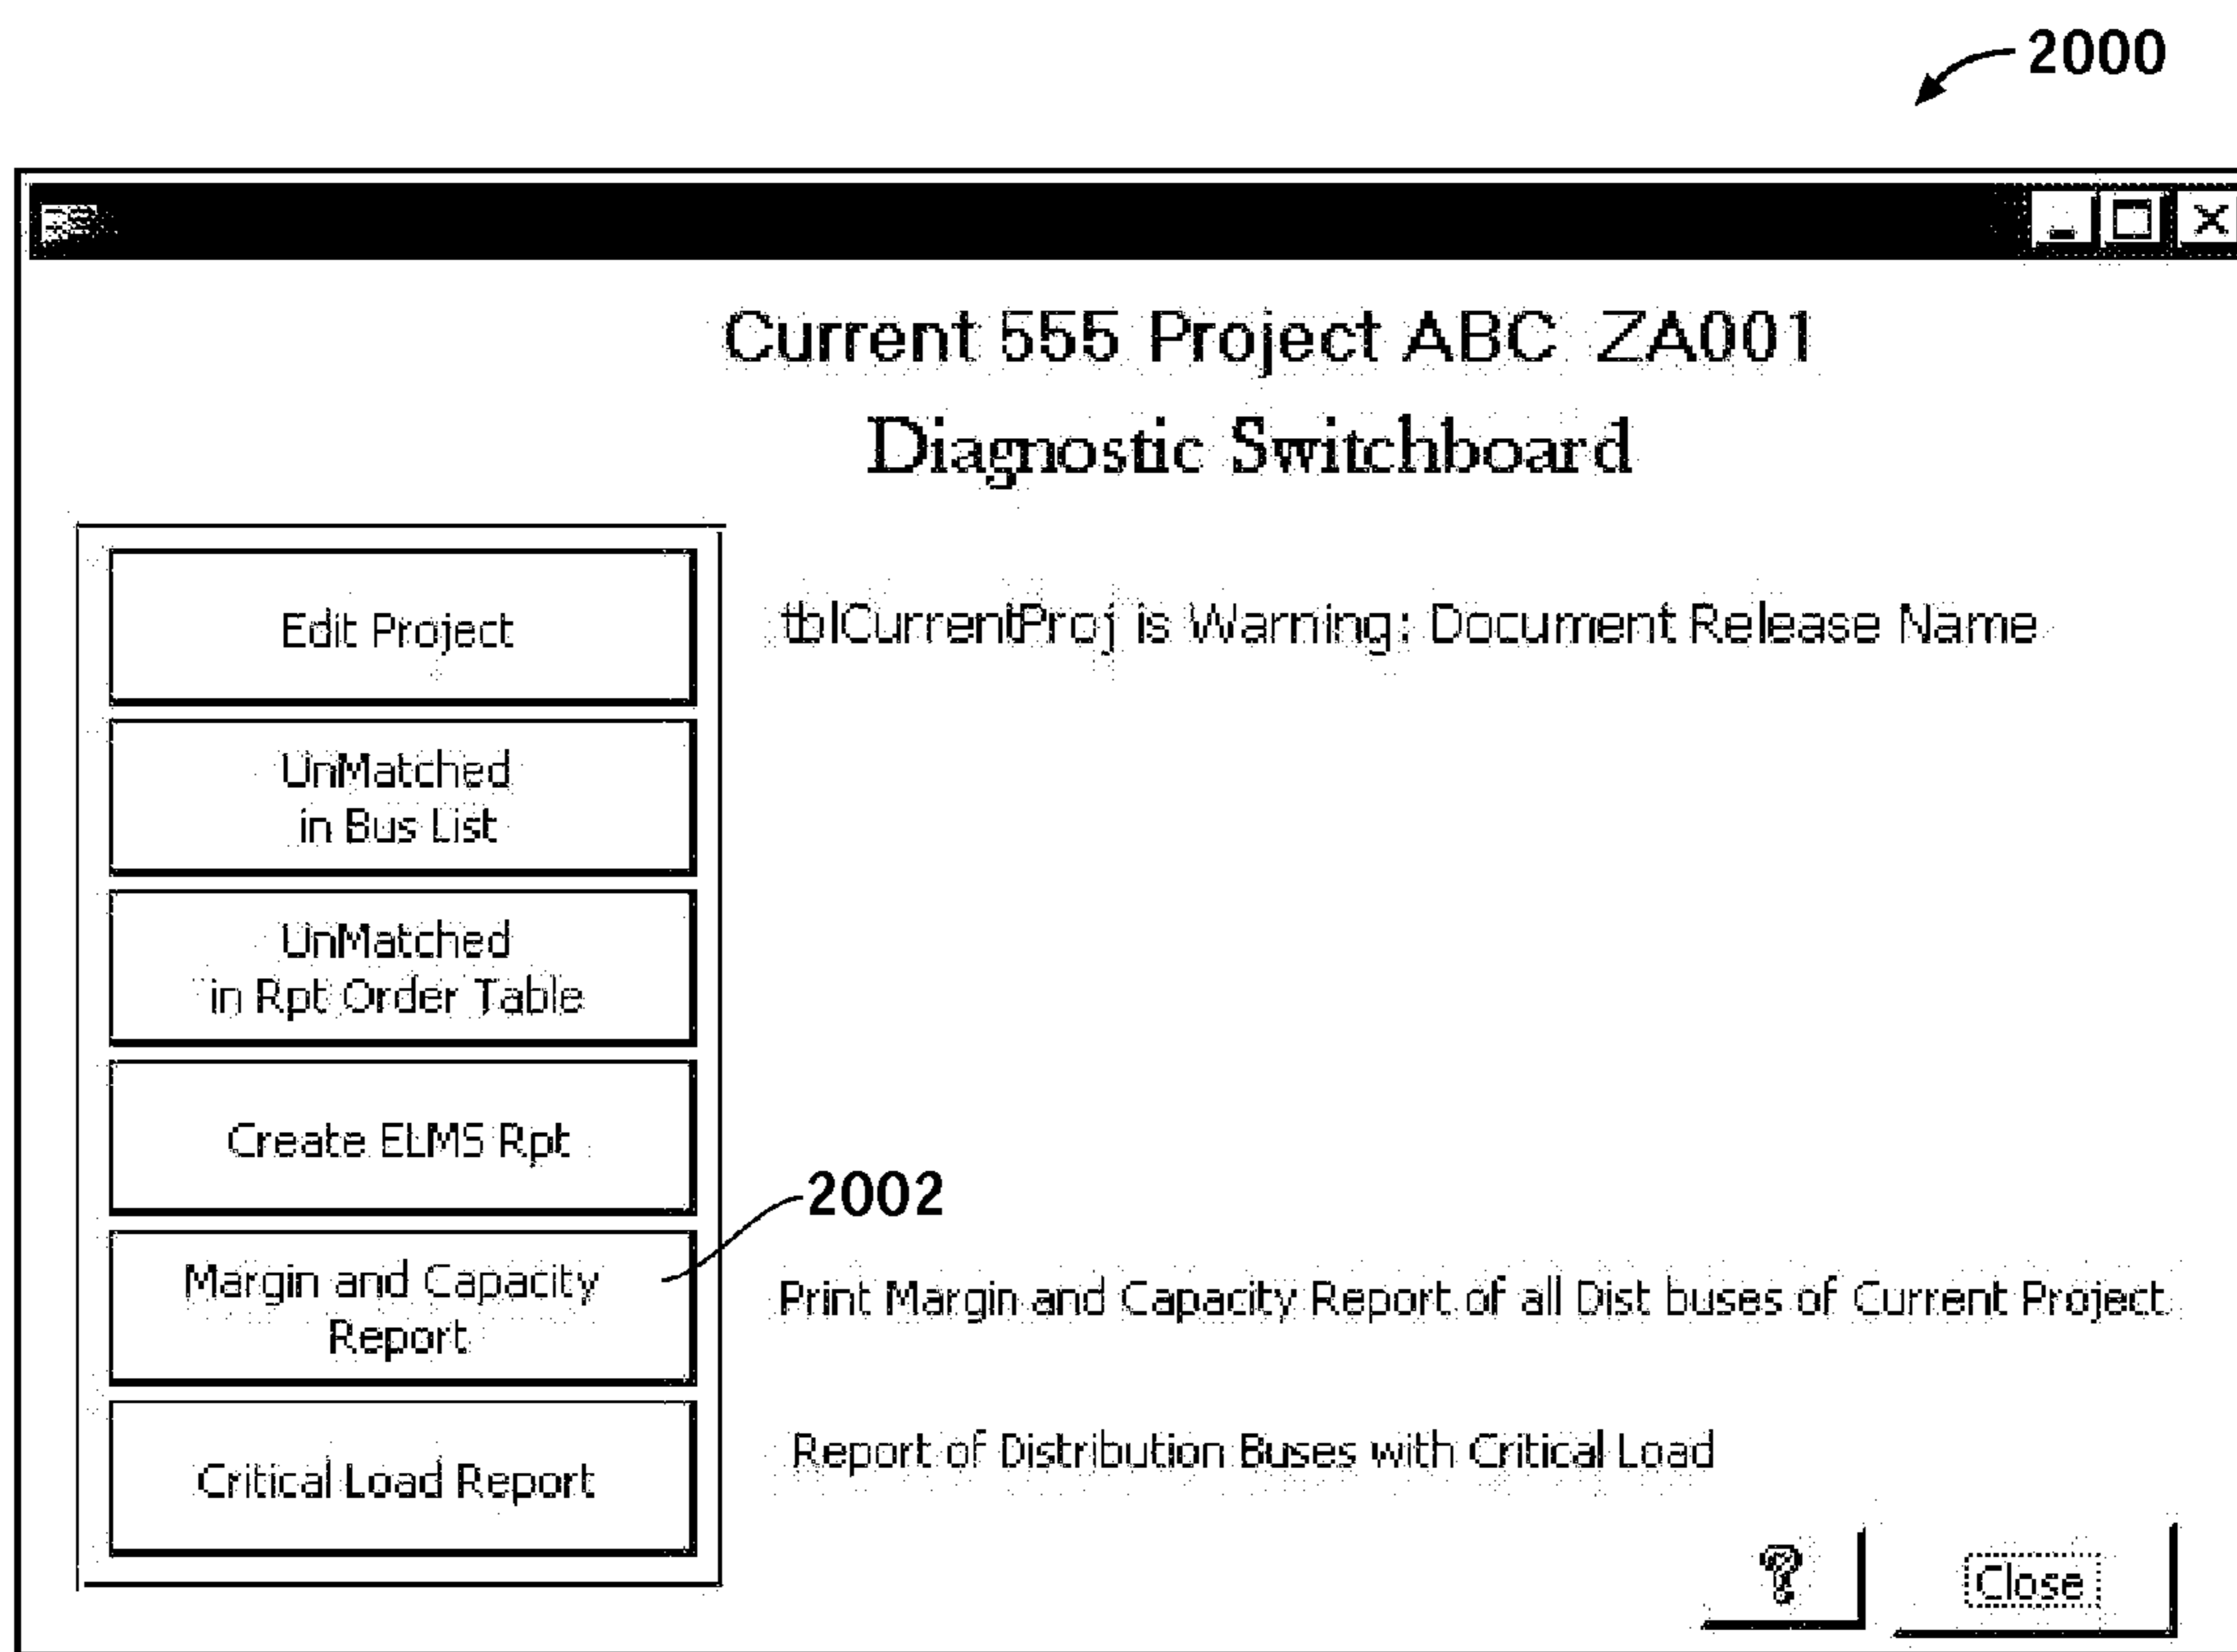 2000
Current 555 Project ABC ZA001
Diagnostic Switchboard
Edit Project
tblCurrentProj is Warning: Document Release Name
UnMatched
in Bus List
UnMatched
in Rpt Order Table
Create ELMS Rpt
2002
Margin and Capacity
Report
Print Margin and Capacity Report of all Dist buses of Current Project
Critical Load Report
Report of Distribution Buses with Critical Load
?
Close